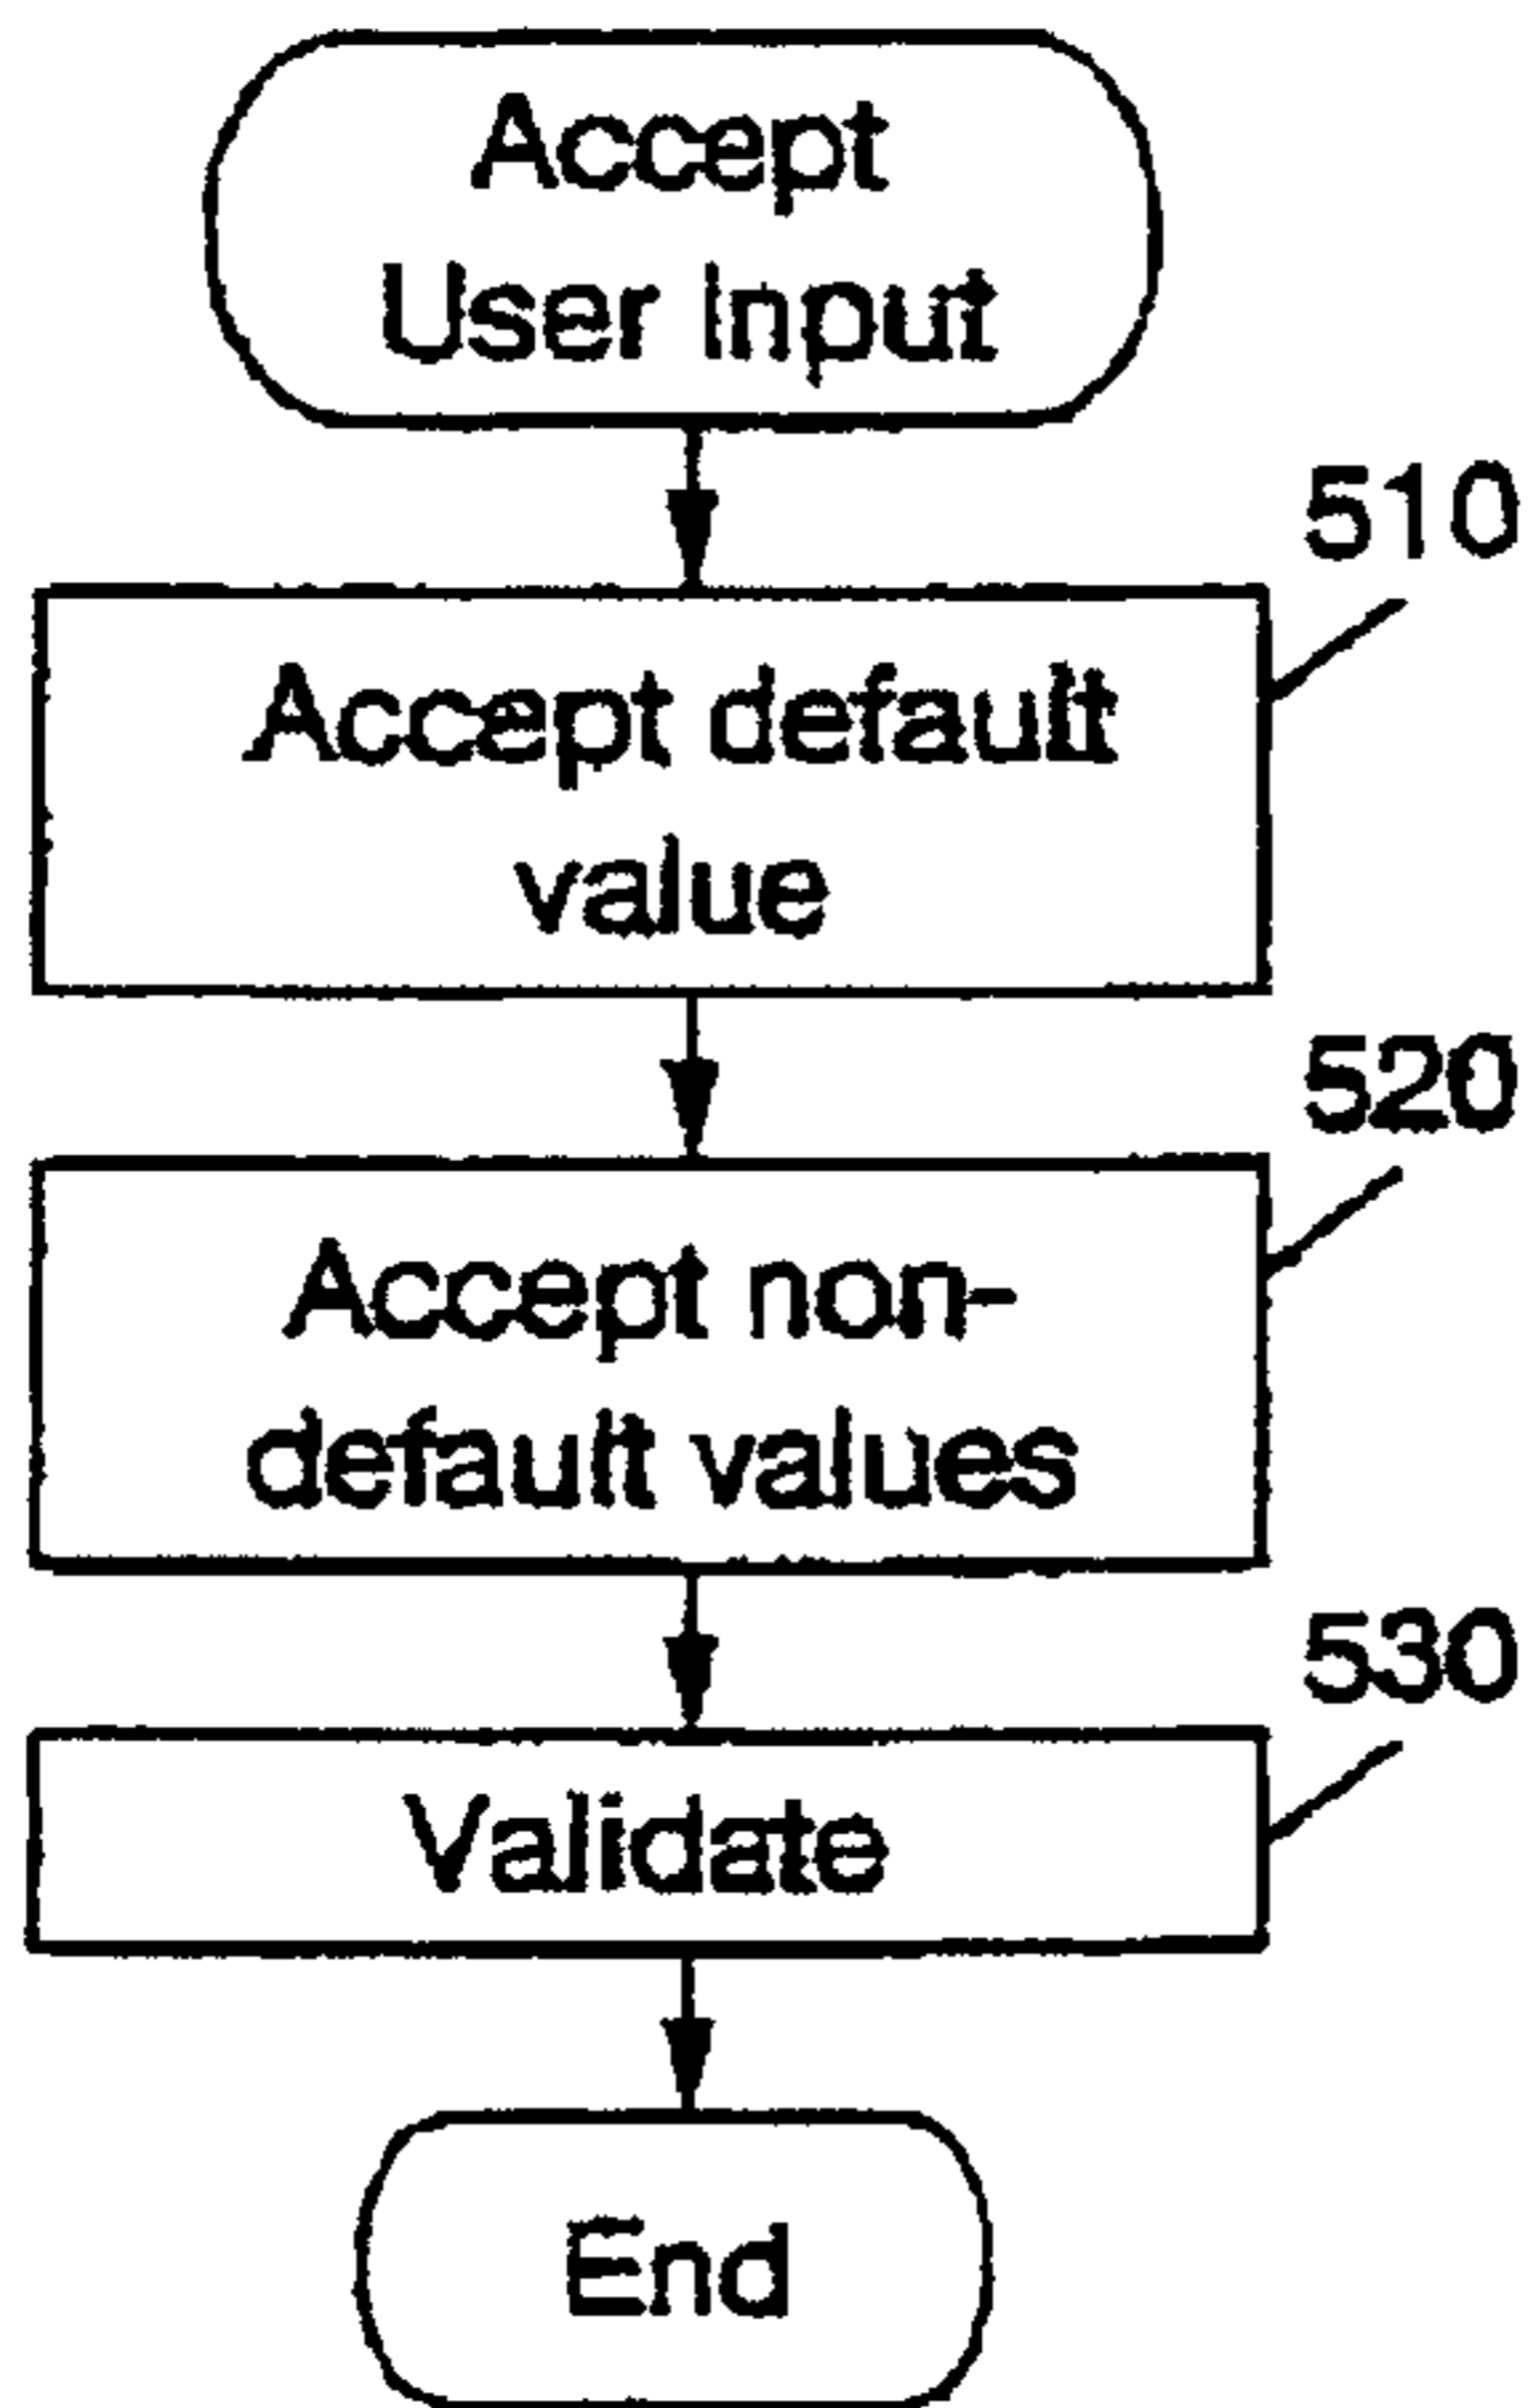 Accept
User Input
510
Accept default
value
520
Accept non-
default values
530
Validate
End